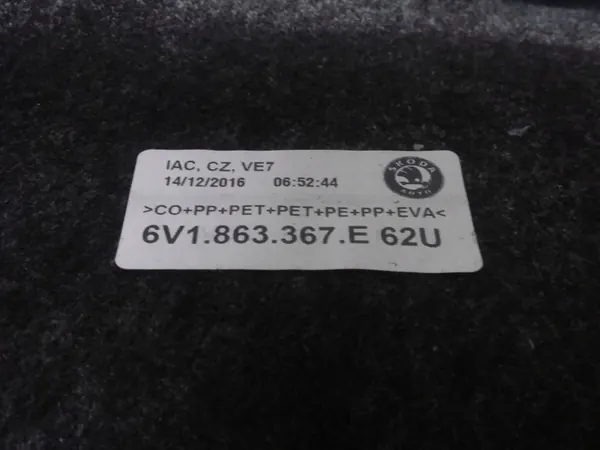 IAC, CZ, VE7
14/12/2016 06:52:44
ŠKODA
AUTO
>CO+PP+PET+PET+PE+PP+EVA<
6V1.863.367.E 62U